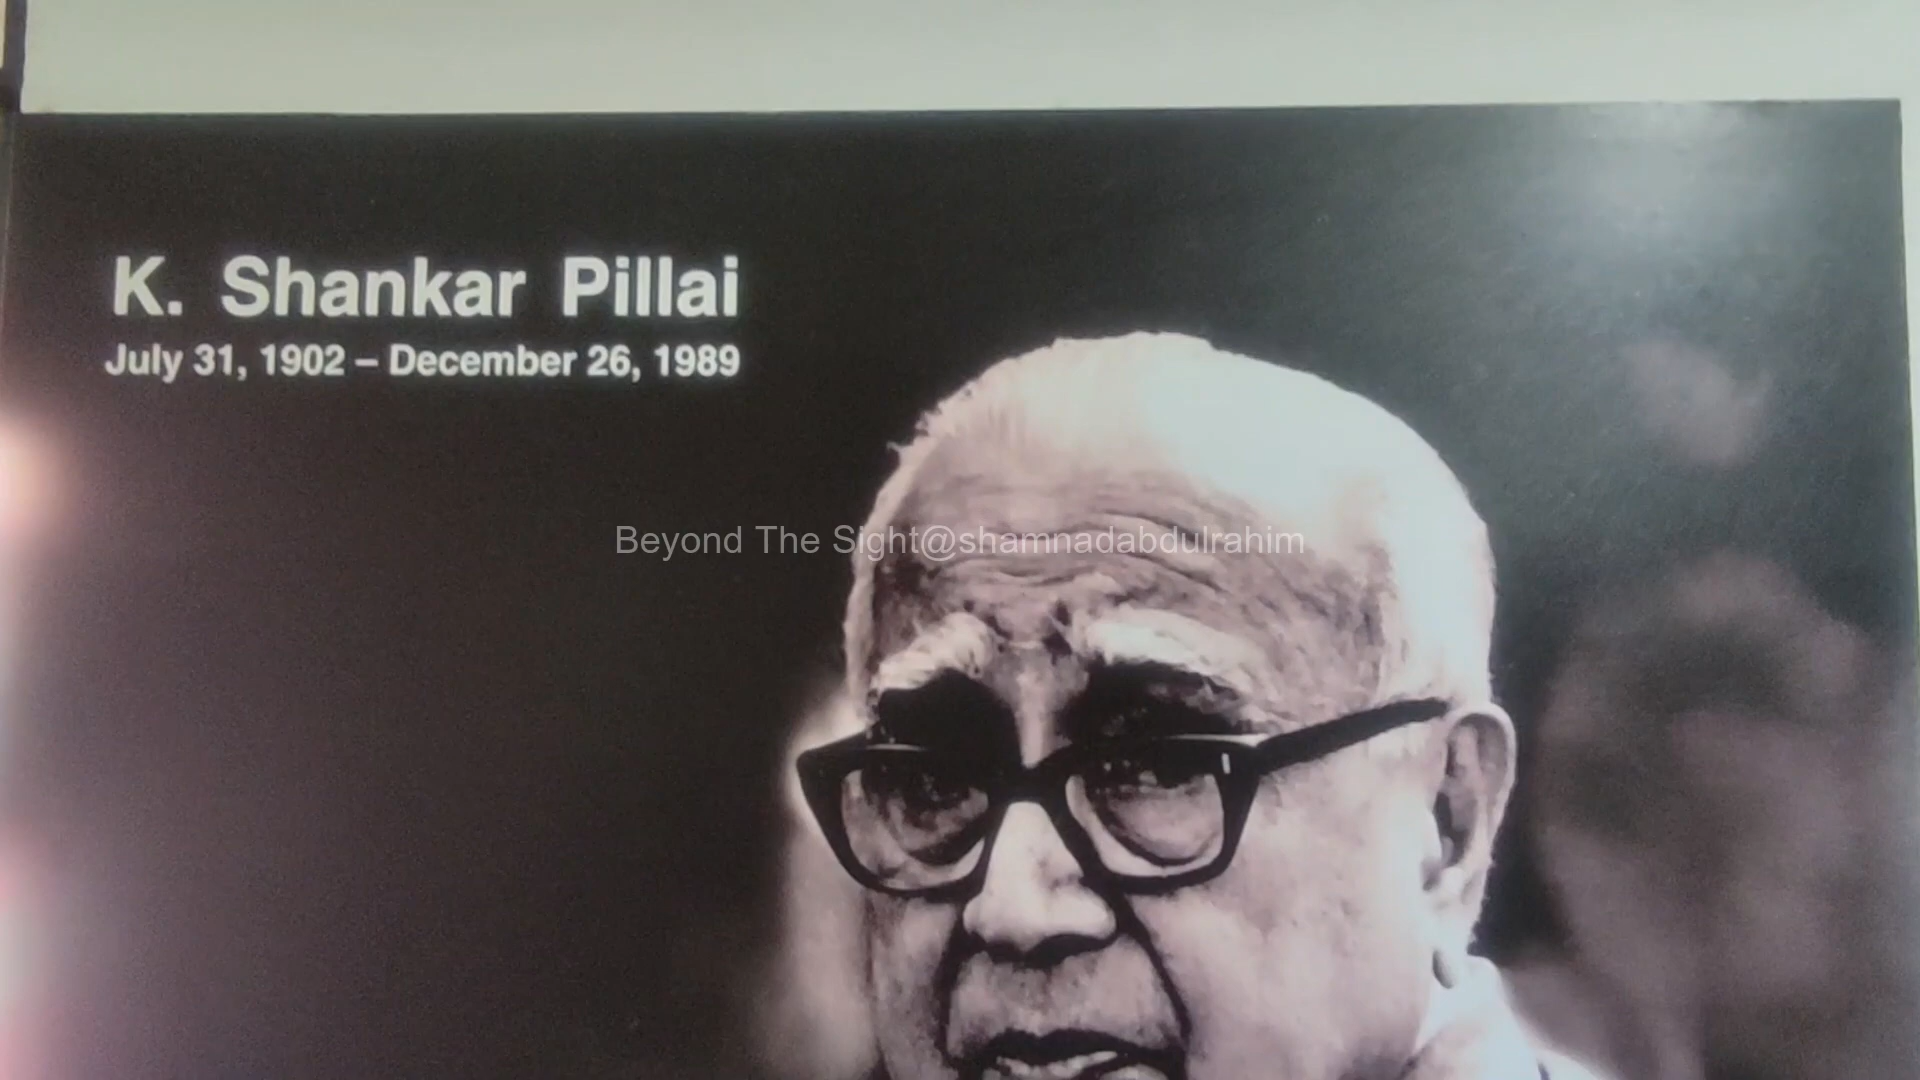 K. Shankar Pillai
July 31, 1902 – December 26, 1989
Beyond The Sight@shamnadabdulrahim